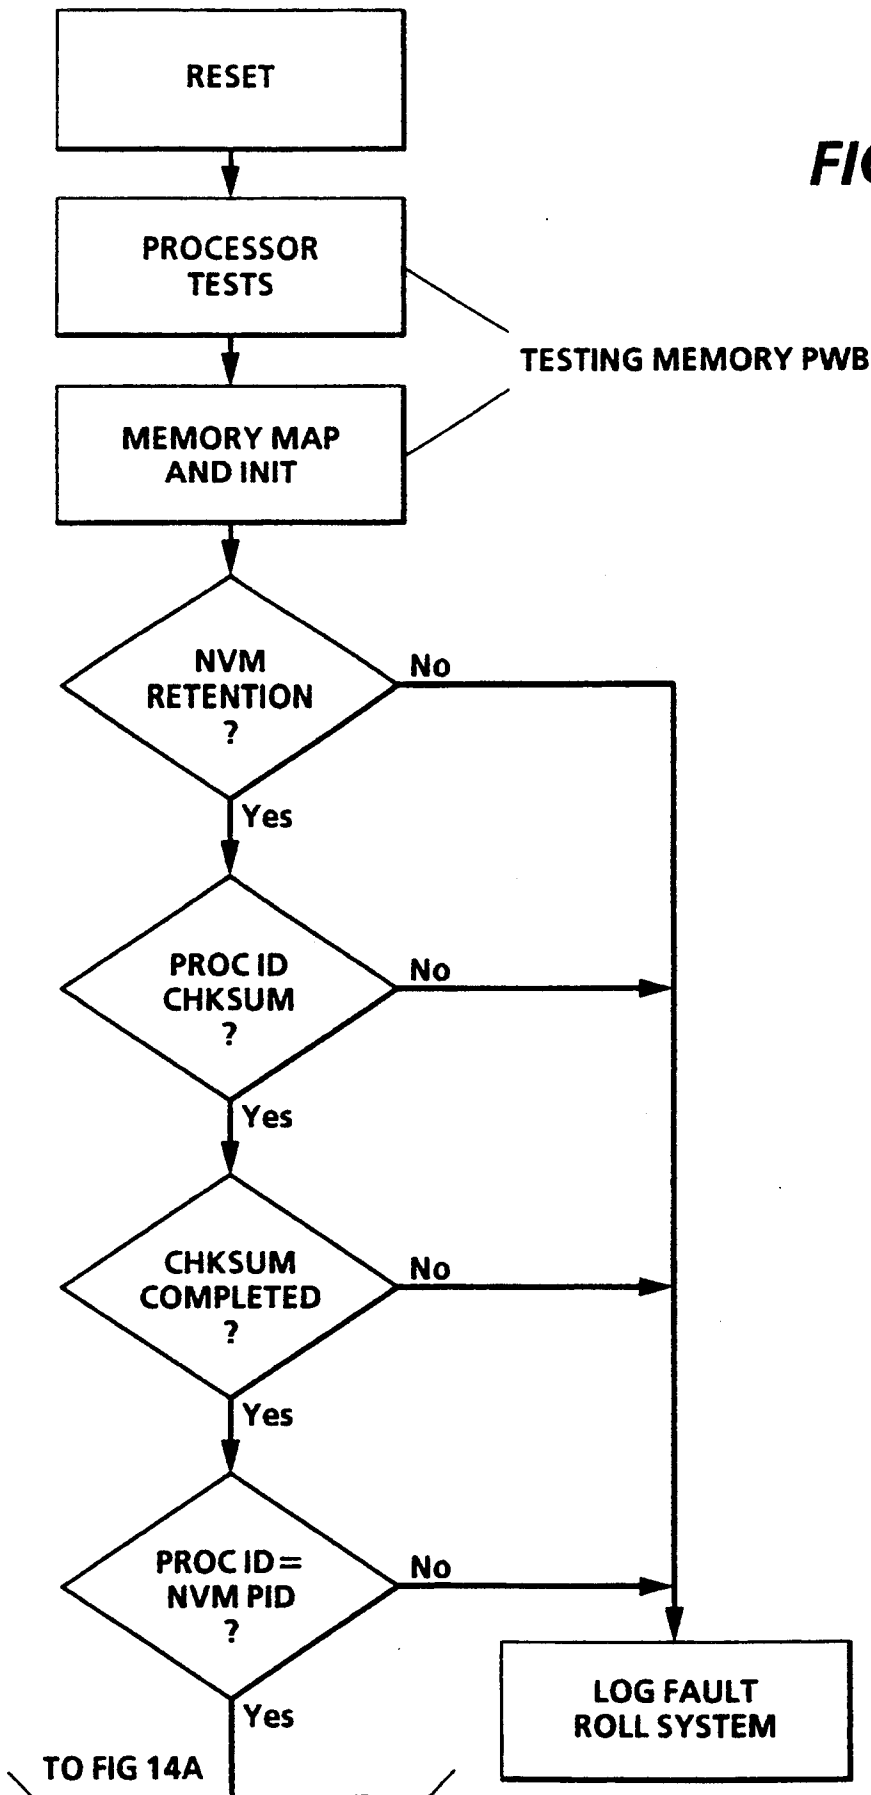 RESET
FIG
PROCESSOR
TESTS
TESTING MEMORY PWB
MEMORY MAP
AND INIT
NVM
RETENTION
?
No
Yes
PROC ID
CHKSUM
?
No
Yes
CHKSUM
COMPLETED
?
No
Yes
PROC ID =
NVM PID
?
No
Yes
LOG FAULT
ROLL SYSTEM
TO FIG 14A